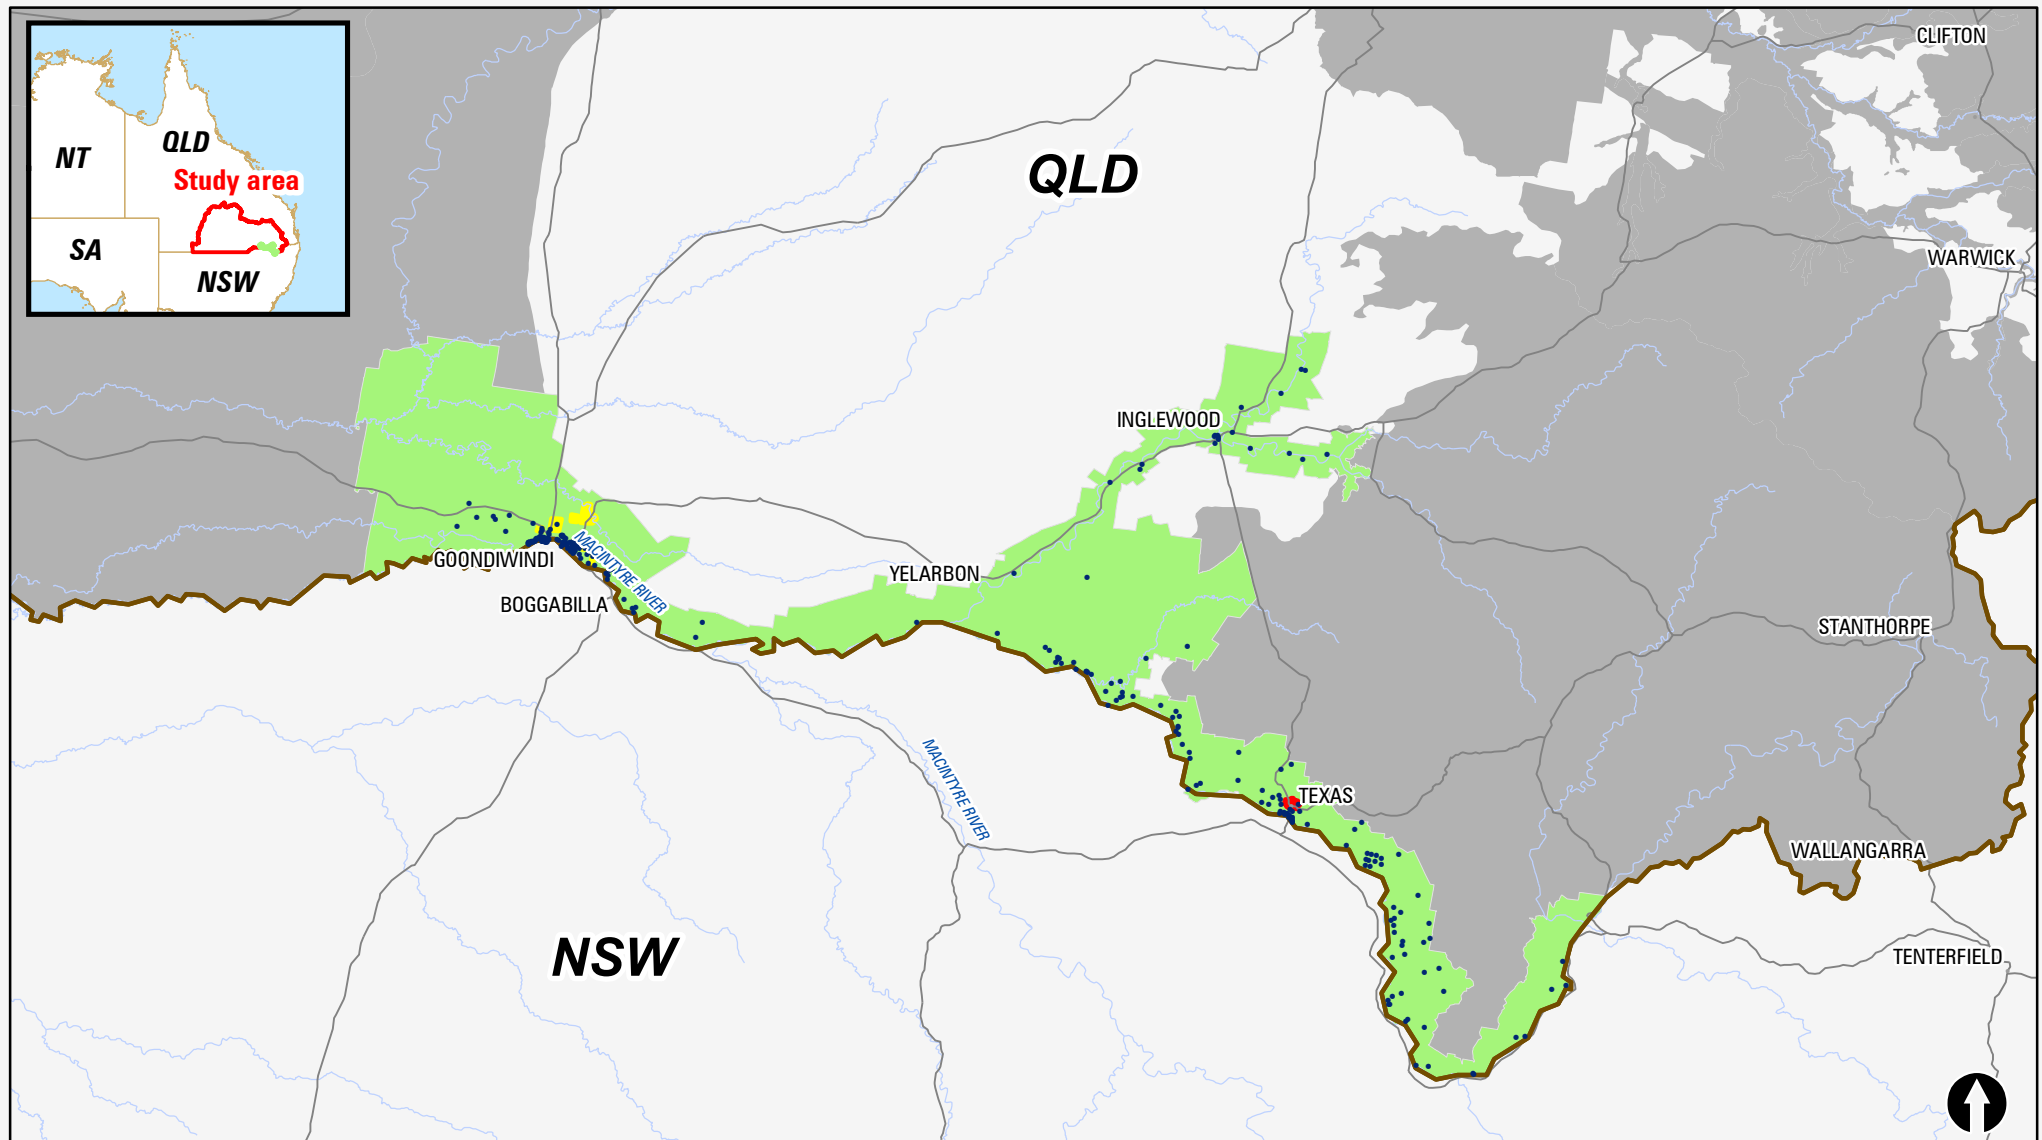 NT
QLD
Study area
SA
NSW
QLD
CLIFTON
WARWICK
INGLEWOOD
GOONDIWINDI
MACINTYRE RIVER
YELARBON
BOGGABILLA
STANTHORPE
MACINTYRE RIVER
TEXAS
WALLANGARRA
NSW
TENTERFIELD